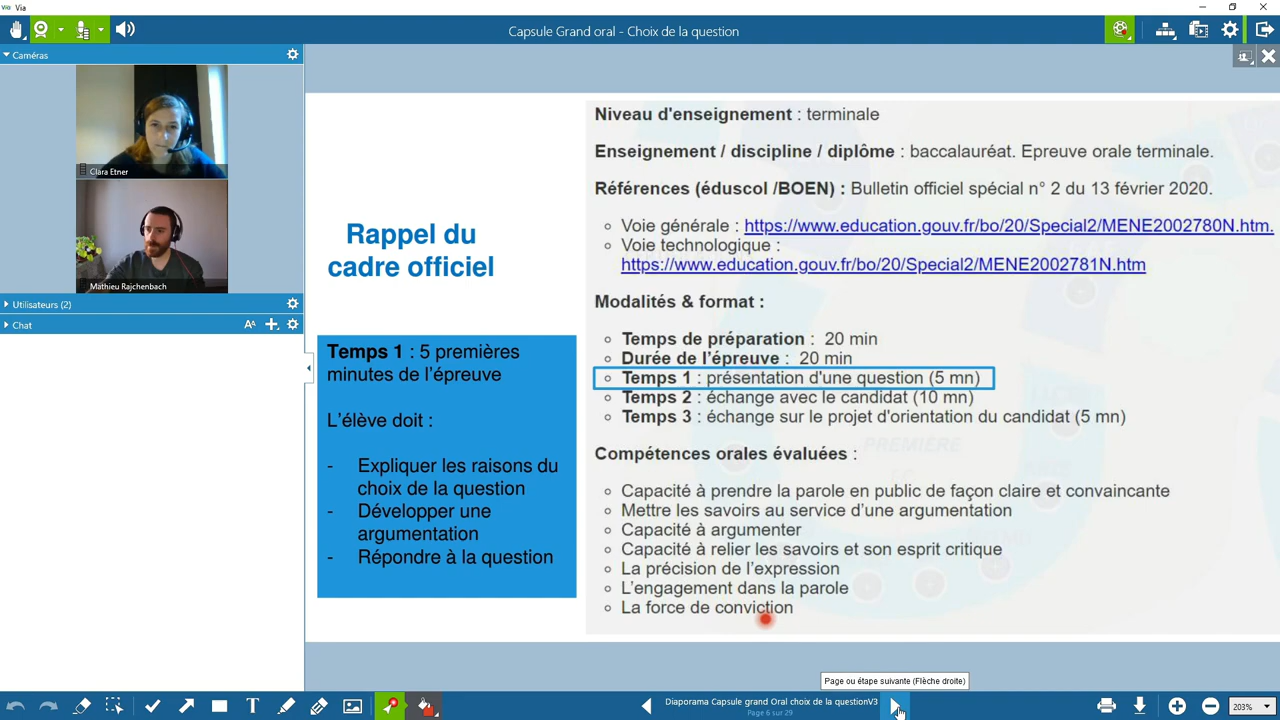 Via
Capsule Grand oral - Choix de la question
Caméras
Clara Etner
Mathieu Rajchenbach
Utilisateurs (2)
Chat
Rappel du
cadre officiel
Temps 1 : 5 premières
minutes de l'épreuve
L'élève doit :
- Expliquer les raisons du
choix de la question
- Développer une
argumentation
- Répondre à la question
Niveau d'enseignement : terminale
Enseignement / discipline / diplôme : baccalauréat. Epreuve orale terminale.
Références (éduscol /BOEN) : Bulletin officiel spécial n° 2 du 13 février 2020.
Voie générale : https://www.education.gouv.fr/bo/20/Special2/MENE2002780N.htm.
Voie technologique :
https://www.education.gouv.fr/bo/20/Special2/MENE2002781N.htm
Modalités & format :
Temps de préparation : 20 min
Durée de l'épreuve : 20 min
Temps 1 : présentation d'une question (5 mn)
Temps 2 : échange avec le candidat (10 mn)
Temps 3 : échange sur le projet d'orientation du candidat (5 mn)
Compétences orales évaluées :
Capacité à prendre la parole en public de façon claire et convaincante
Mettre les savoirs au service d'une argumentation
Capacité à argumenter
Capacité à relier les savoirs et son esprit critique
La précision de l'expression
L'engagement dans la parole
La force de conviction
PREMIÈRE
Page ou étape suivante (Flèche droite)
Diaporama Capsule grand Oral choix de la questionV3
Page 6 sur 29
203%